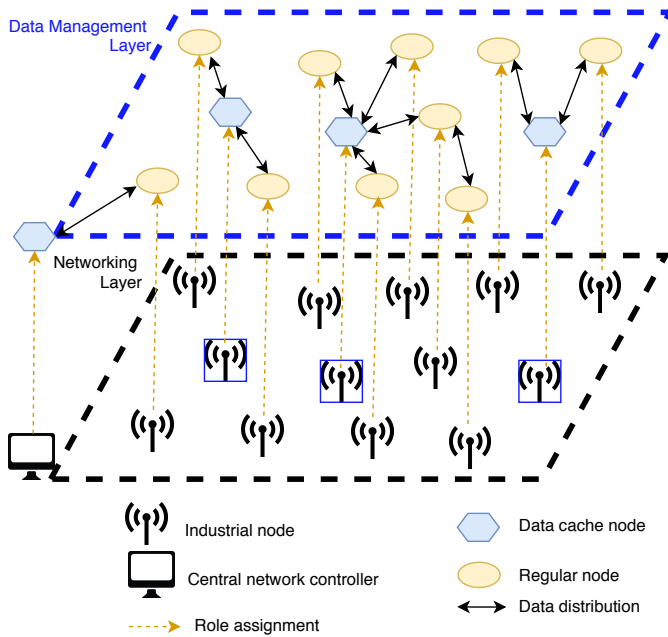 Data Management
Layer
Networking
Layer
Industrial node
Data cache node
Central network controller
Regular node
Data distribution
Role assignment